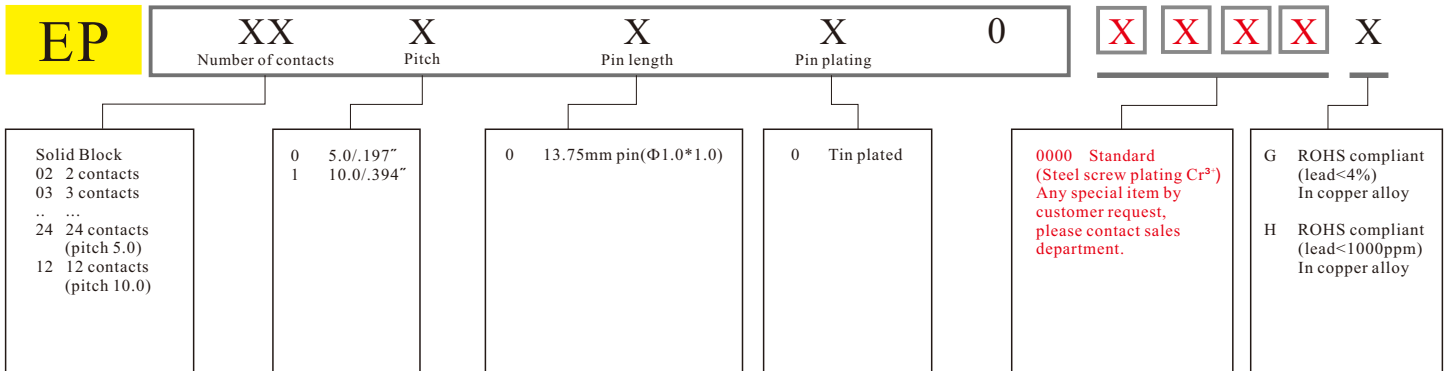 EP XX X X X 0 X X X X X
Number of contacts Pitch Pin length Pin plating
Solid Block
02 2 contacts
03 3 contacts
.. ...
24 24 contacts
(pitch 5.0)
12 12 contacts
(pitch 10.0)
0 5.0/.197˝
1 10.0/.394˝
0 13.75mm pin(Φ1.0*1.0)
0 Tin plated
0000 Standard
(Steel screw plating Cr³⁺)
Any special item by
customer request,
please contact sales
department.
G ROHS compliant
(lead<4%)
In copper alloy
H ROHS compliant
(lead<1000ppm)
In copper alloy